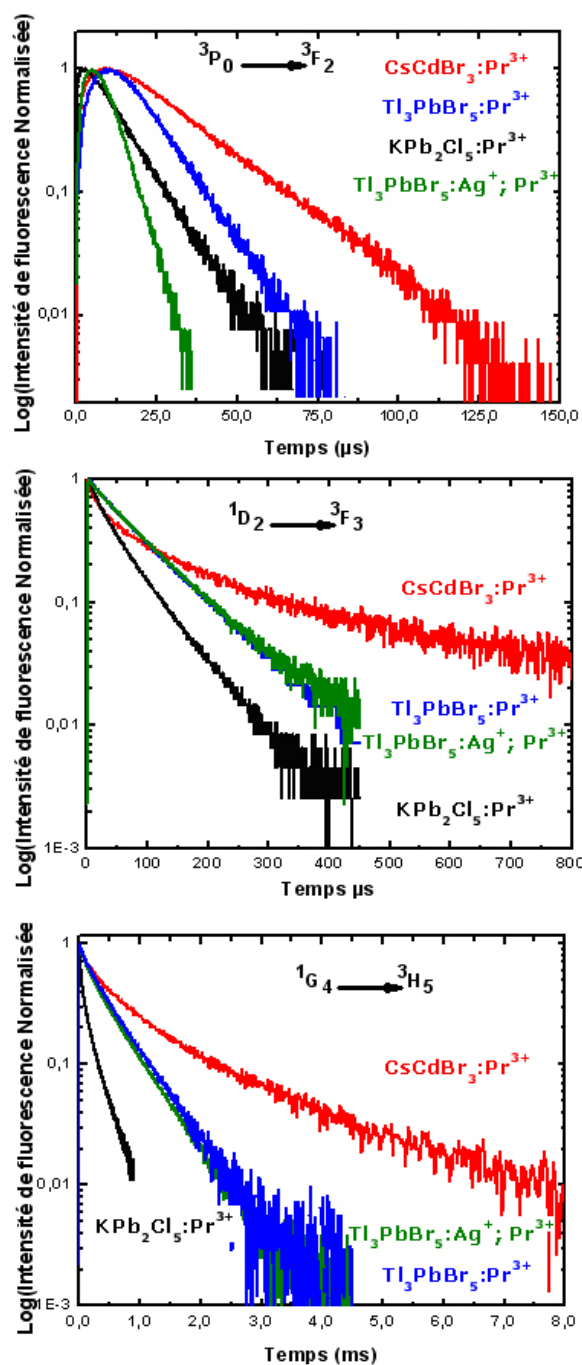 Log(Intensité de fluorescence Normalisée)
³P₀ → ³F₂
CsCdBr₃:Pr³⁺
Tl₃PbBr₅:Pr³⁺
KPb₂Cl₅:Pr³⁺
Tl₃PbBr₅:Ag⁺; Pr³⁺
1
0,1
0,01
0,0 25,0 50,0 75,0 100,0 125,0 150,0
Temps (µs)
Log(Intensité de fluorescence Normalisée)
¹D₂ → ³F₃
CsCdBr₃:Pr³⁺
Tl₃PbBr₅:Pr³⁺
Tl₃PbBr₅:Ag⁺; Pr³⁺
KPb₂Cl₅:Pr³⁺
1
0,1
0,01
1E-3
0 100 200 300 400 500 600 700 800
Temps µs
Log(Intensité de fluorescence Normalisée)
¹G₄ → ³H₅
CsCdBr₃:Pr³⁺
KPb₂Cl₅:Pr³⁺
Tl₃PbBr₅:Ag⁺; Pr³⁺
Tl₃PbBr₅:Pr³⁺
1
0,1
0,01
1E-3
0,0 1,0 2,0 3,0 4,0 5,0 6,0 7,0 8,0
Temps (ms)